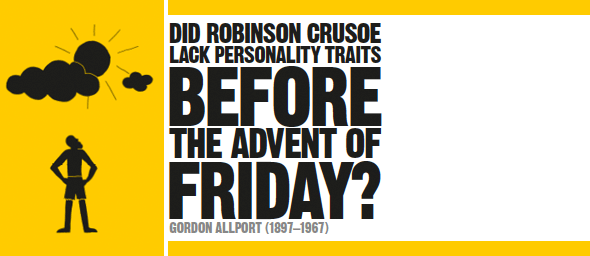 DID ROBINSON CRUSOE
LACK PERSONALITY TRAITS
BEFORE
THE ADVENT OF
FRIDAY?
GORDON ALLPORT (1897–1967)